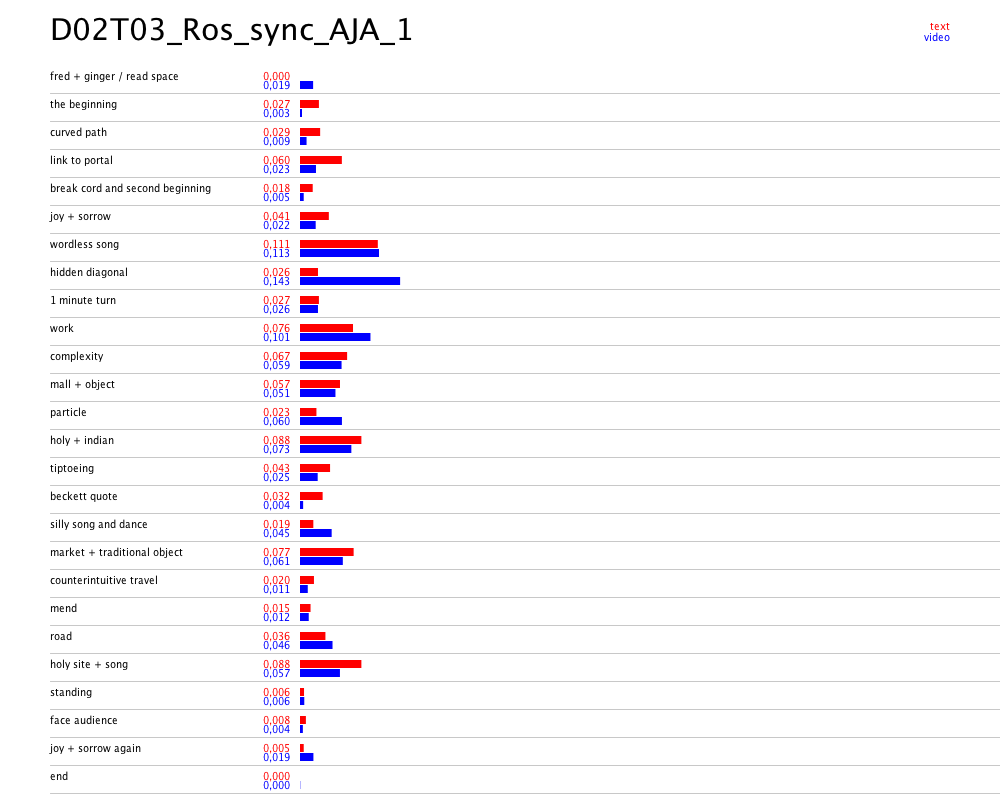 D02T03_Ros_sync_AJA_1
text
video
fred + ginger / read space 0,000
0,019
the beginning 0,027
0,003
curved path 0,029
0,009
link to portal 0,060
0,023
break cord and second beginning 0,018
0,005
joy + sorrow 0,041
0,022
wordless song 0,111
0,113
hidden diagonal 0,026
0,143
1 minute turn 0,027
0,026
work 0,076
0,101
complexity 0,067
0,059
mall + object 0,057
0,051
particle 0,023
0,060
holy + indian 0,088
0,073
tiptoeing 0,043
0,025
beckett quote 0,032
0,004
silly song and dance 0,019
0,045
market + traditional object 0,077
0,061
counterintuitive travel 0,020
0,011
mend 0,015
0,012
road 0,036
0,046
holy site + song 0,088
0,057
standing 0,006
0,006
face audience 0,008
0,004
joy + sorrow again 0,005
0,019
end 0,000
0,000